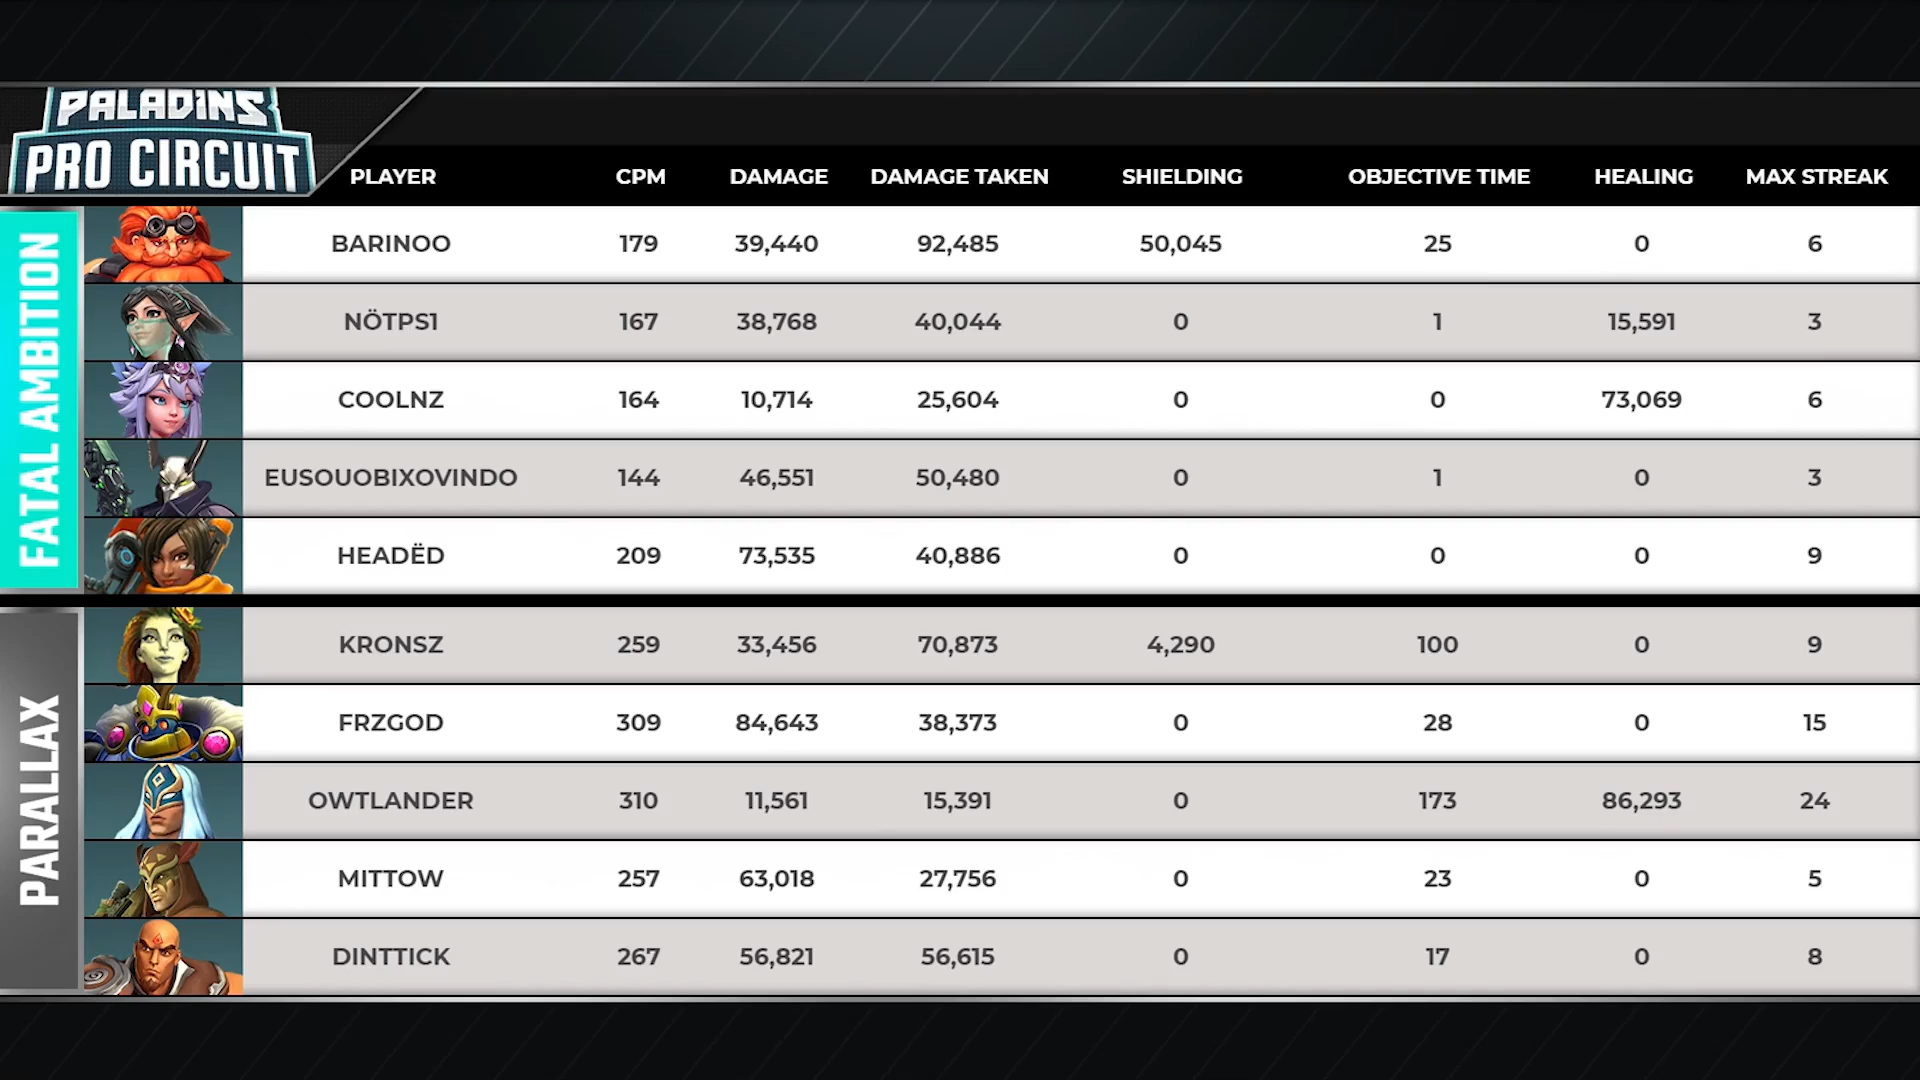 PALADINS
PRO CIRCUIT
PLAYER CPM DAMAGE DAMAGE TAKEN SHIELDING OBJECTIVE TIME HEALING MAX STREAK
FATAL AMBITION
BARINOO 179 39,440 92,485 50,045 25 0 6
NÖTPS1 167 38,768 40,044 0 1 15,591 3
COOLNZ 164 10,714 25,604 0 0 73,069 6
EUSOUOBIXOVINDO 144 46,551 50,480 0 1 0 3
HEADËD 209 73,535 40,886 0 0 0 9
PARALLAX
KRONSZ 259 33,456 70,873 4,290 100 0 9
FRZGOD 309 84,643 38,373 0 28 0 15
OWTLANDER 310 11,561 15,391 0 173 86,293 24
MITTOW 257 63,018 27,756 0 23 0 5
DINTTICK 267 56,821 56,615 0 17 0 8